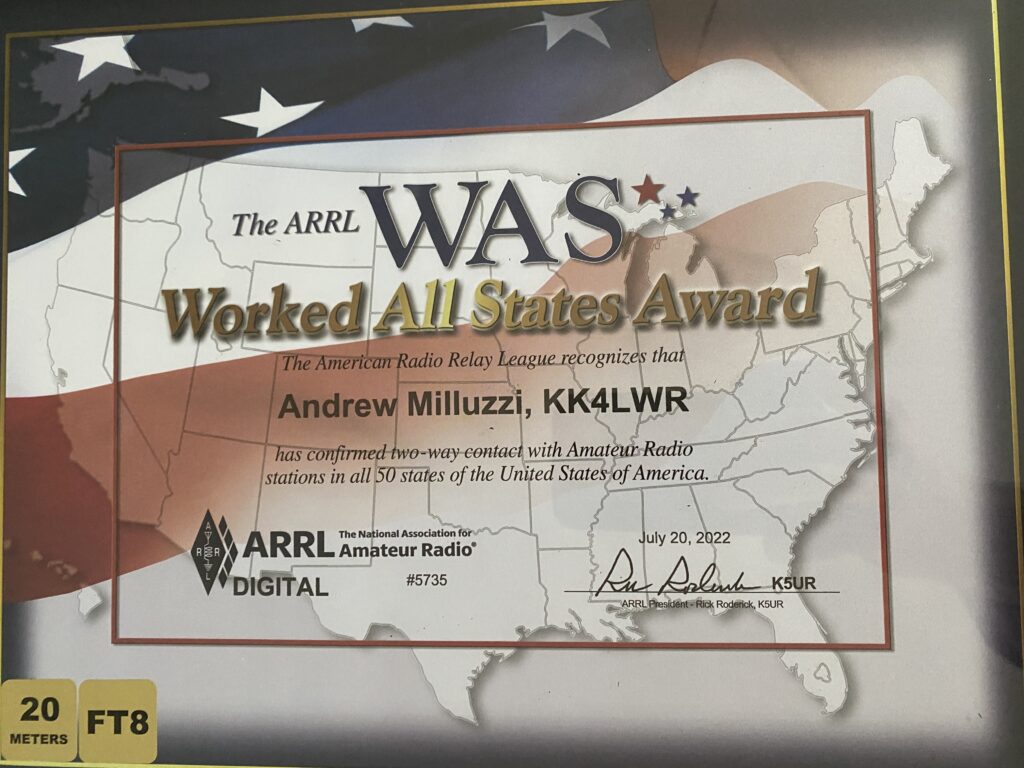 The ARRL WAS
Worked All States Award
The American Radio Relay League recognizes that
Andrew Milluzzi, KK4LWR
has confirmed two-way contact with Amateur Radio
stations in all 50 states of the United States of America.
A
R R
L
ARRL The National Association for
Amateur Radio®
DIGITAL
#5735
July 20, 2022
Rick Roderick K5UR
ARRL President - Rick Roderick, K5UR
20
METERS
FT8